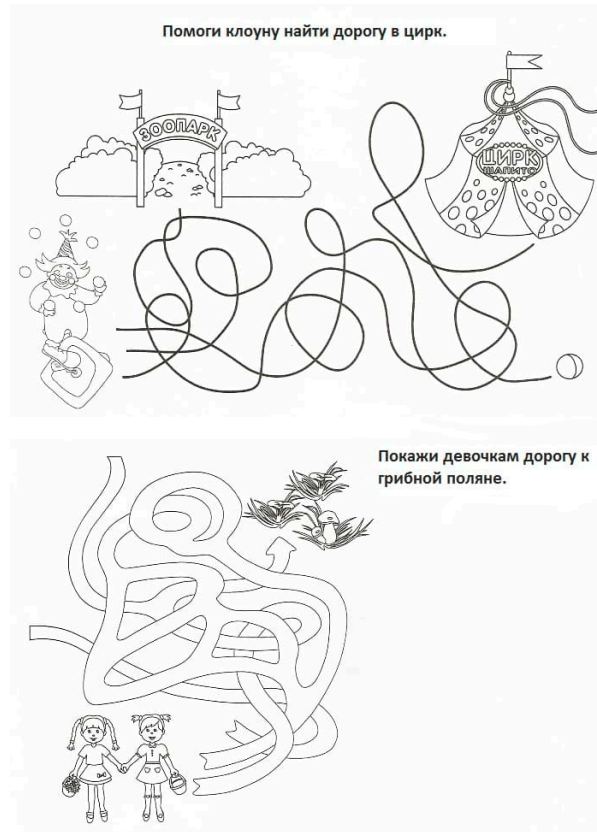 Помоги клоуну найти дорогу в цирк.
ЗООПАРК
ЦИРК
ШАПИТО
Покажи девочкам дорогу к
грибной поляне.